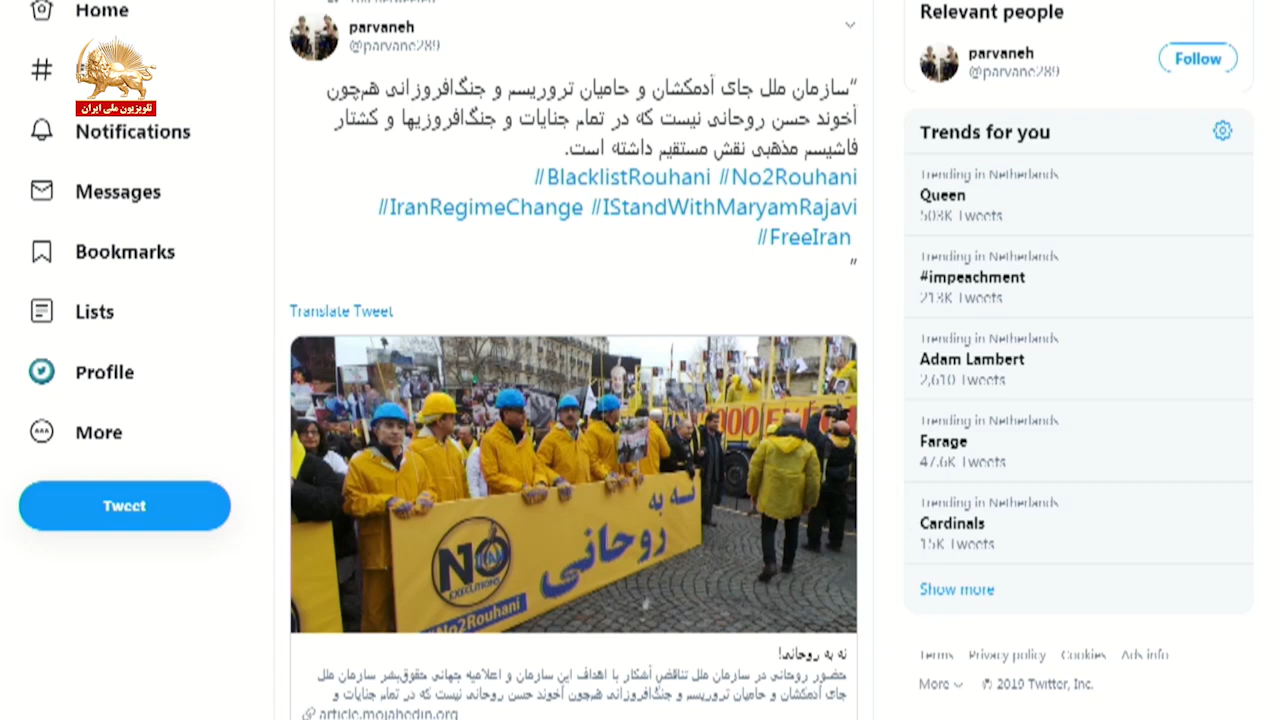 Home
#
تلویزیون ملی ایران
Notifications
Messages
Bookmarks
Lists
Profile
More
Tweet
parvaneh
@parvane289
“سازمان ملل جای آدمکشان و حامیان تروریسم و جنگ‌افروزانی هم‌چون
آخوند حسن روحانی نیست که در تمام جنایات و جنگ‌افروزیها و کشتار
فاشیسم مذهبی نقش مستقیم داشته است.
#BlacklistRouhani #No2Rouhani
#IranRegimeChange #IStandWithMaryamRajavi
#FreeIran
”
Translate Tweet
نه به
روحانی
NO
EXECUTIONS
#No2Rouhani
نه به روحانی!
حضور روحانی در سازمان ملل تناقض آشکار با اهداف این سازمان و اعلامیه جهانی حقوق‌بشر سازمان ملل
جای آدمکشان و حامیان تروریسم و جنگ‌افروزانی هم‌چون آخوند حسن روحانی نیست که در تمام جنایات و
article.mojahedin.org
Relevant people
parvaneh
@parvane289
Follow
Trends for you
Trending in Netherlands
Queen
503K Tweets
Trending in Netherlands
#impeachment
213K Tweets
Trending in Netherlands
Adam Lambert
2,610 Tweets
Trending in Netherlands
Farage
47.6K Tweets
Trending in Netherlands
Cardinals
15K Tweets
Show more
Terms Privacy policy Cookies Ads info
More © 2019 Twitter, Inc.